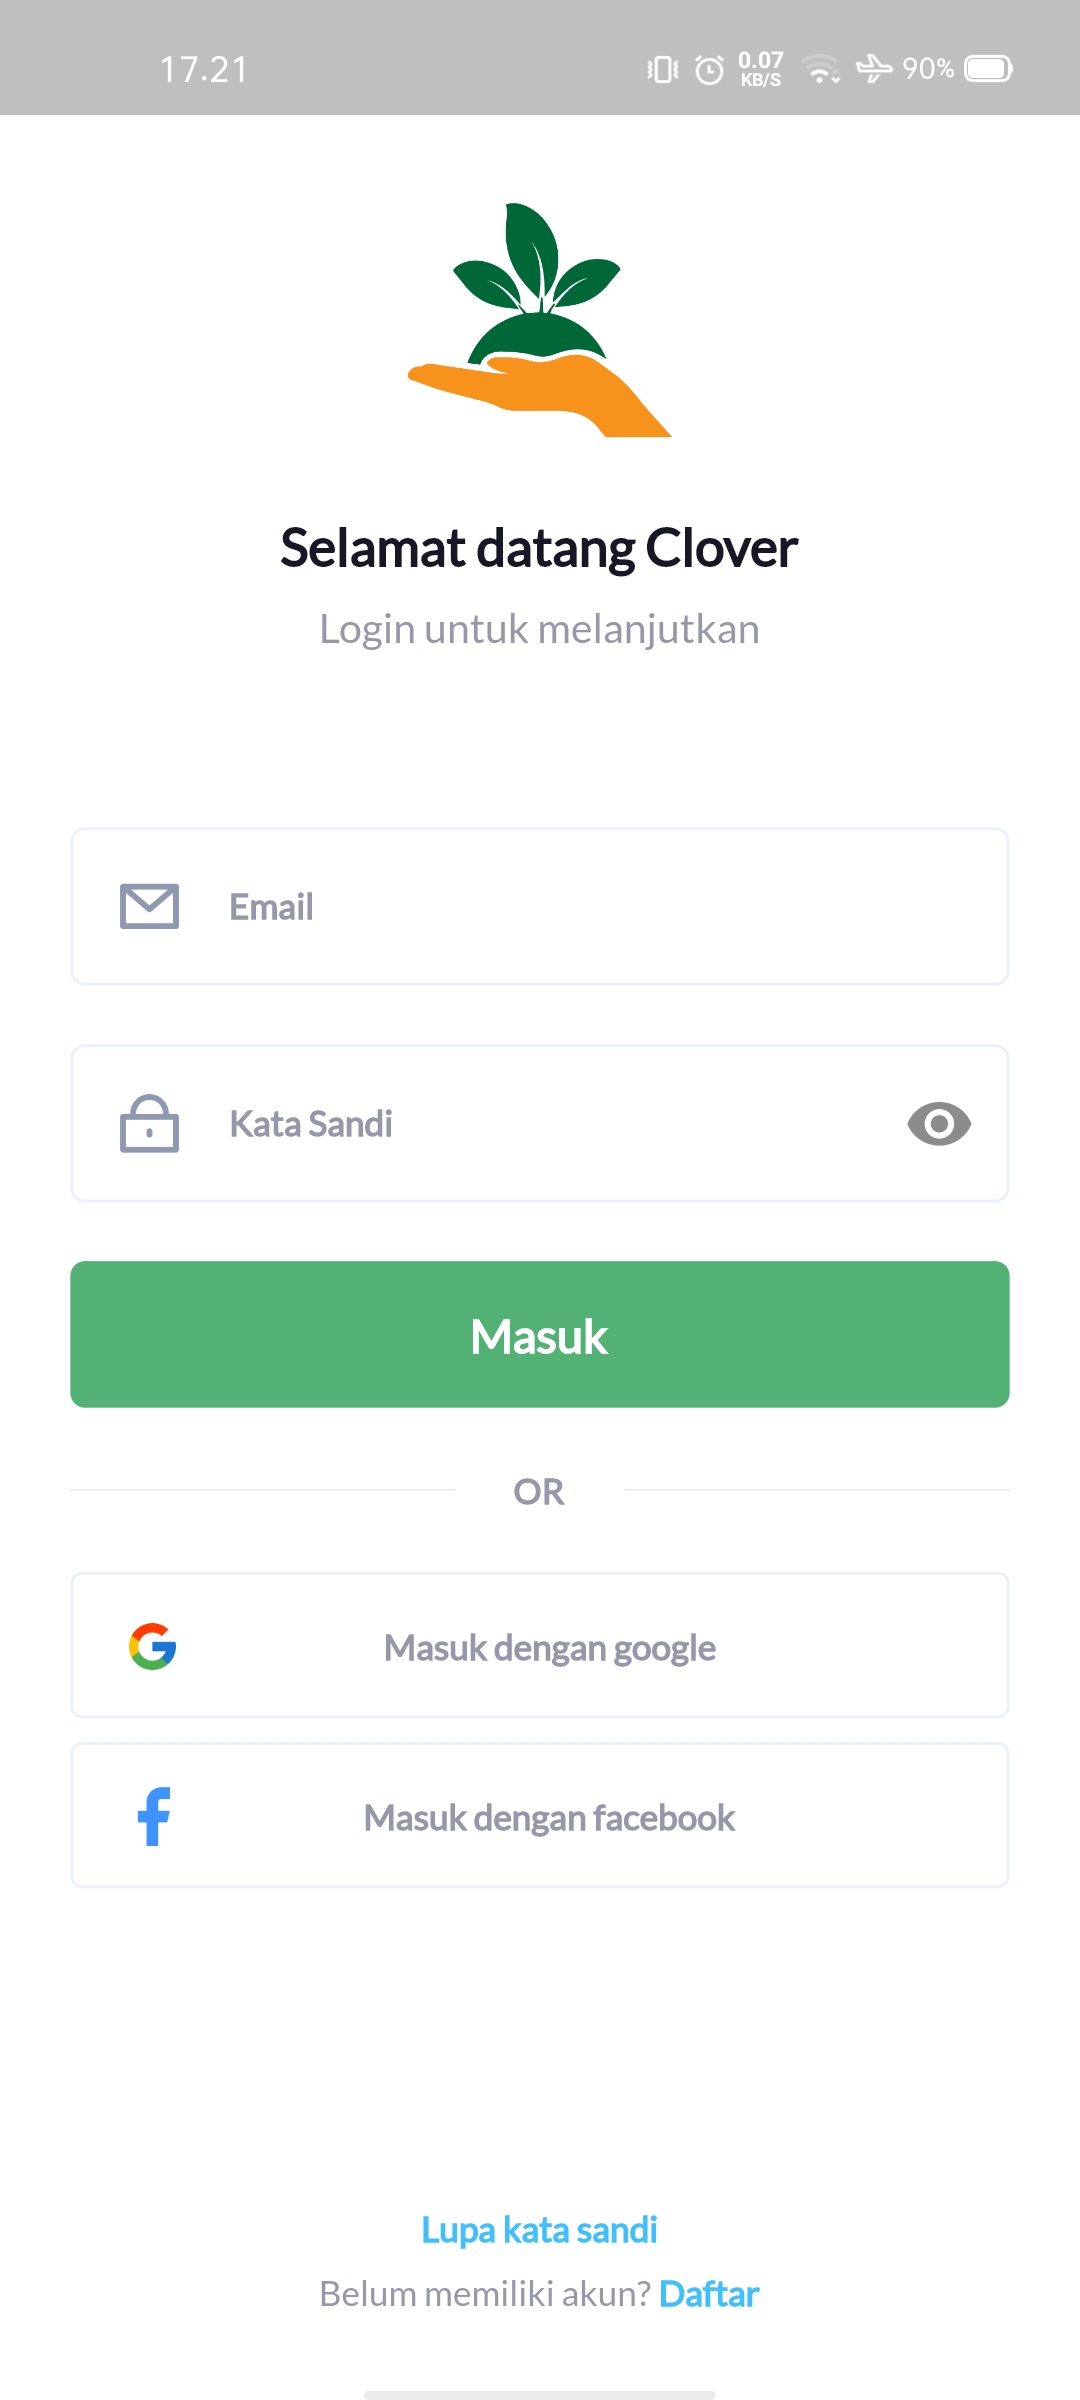 17.21 0.07 KB/S 90%
Selamat datang Clover
Login untuk melanjutkan
Email
Kata Sandi
Masuk
OR
Masuk dengan google
Masuk dengan facebook
Lupa kata sandi
Belum memiliki akun? Daftar